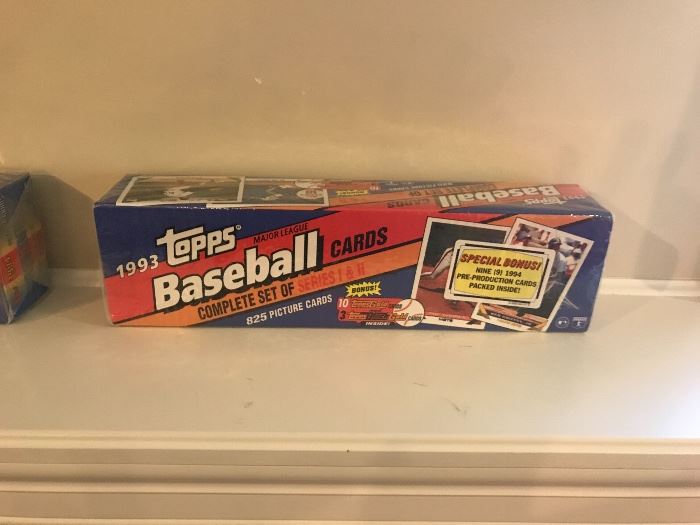 1993 TOPPS®
MAJOR LEAGUE
Baseball CARDS
COMPLETE SET OF SERIES I & II
825 PICTURE CARDS
BONUS!
10
3
INSIDE!
SPECIAL BONUS!
NINE (9) 1994
PRE-PRODUCTION CARDS
PACKED INSIDE!
TOPPS
Baseball
CARDS